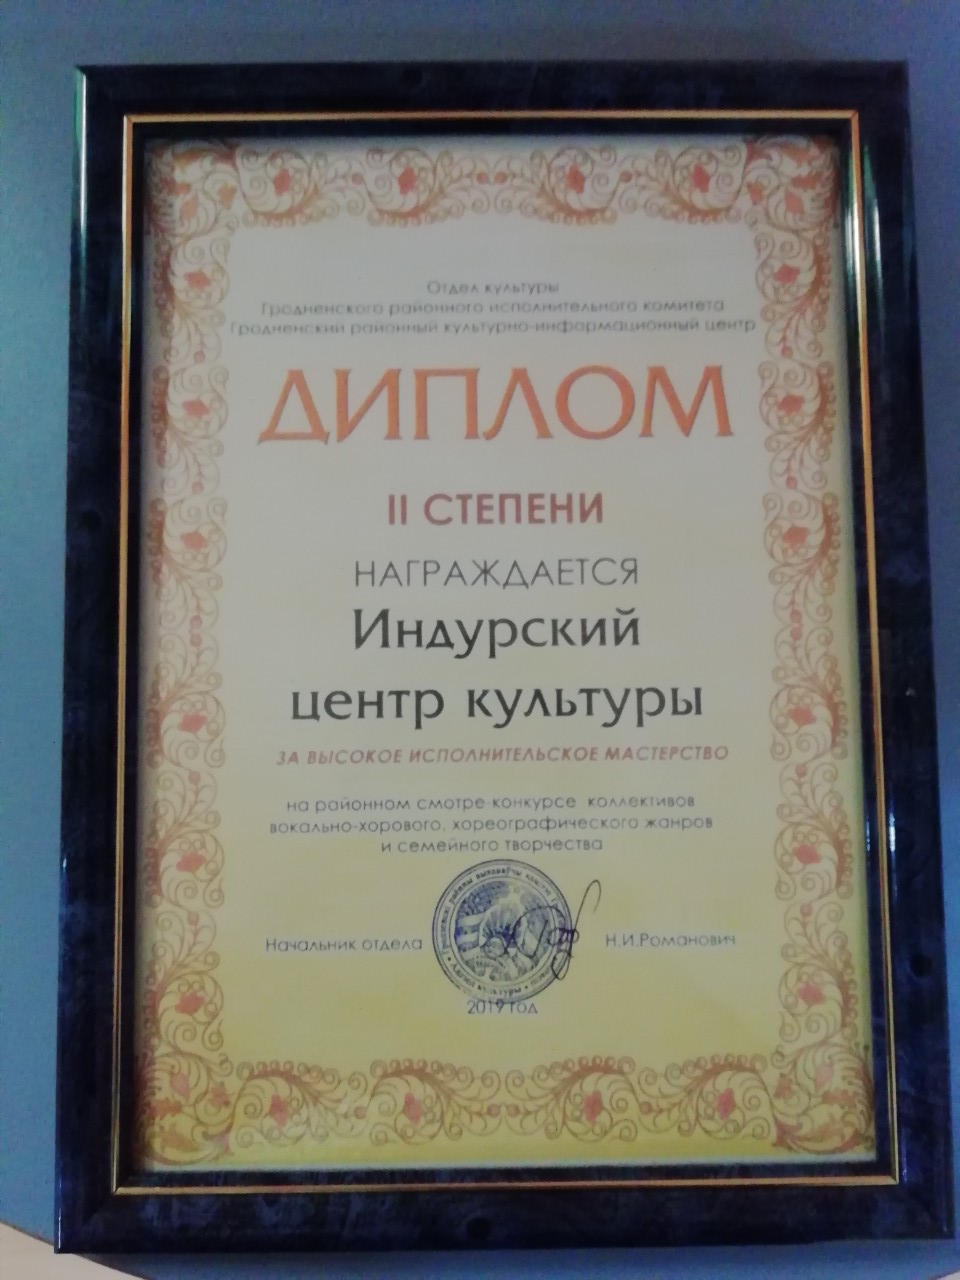 Отдел культуры
Гродненского районного исполнительного комитета
Гродненский районный культурно-информационный центр
ДИПЛОМ
II СТЕПЕНИ
НАГРАЖДАЕТСЯ
Индурский
центр культуры
ЗА ВЫСОКОЕ ИСПОЛНИТЕЛЬСКОЕ МАСТЕРСТВО
на районном смотре-конкурсе коллективов
вокально-хорового, хореографического жанров
и семейного творчества
Начальник отдела Н.И.Романович
2019 год